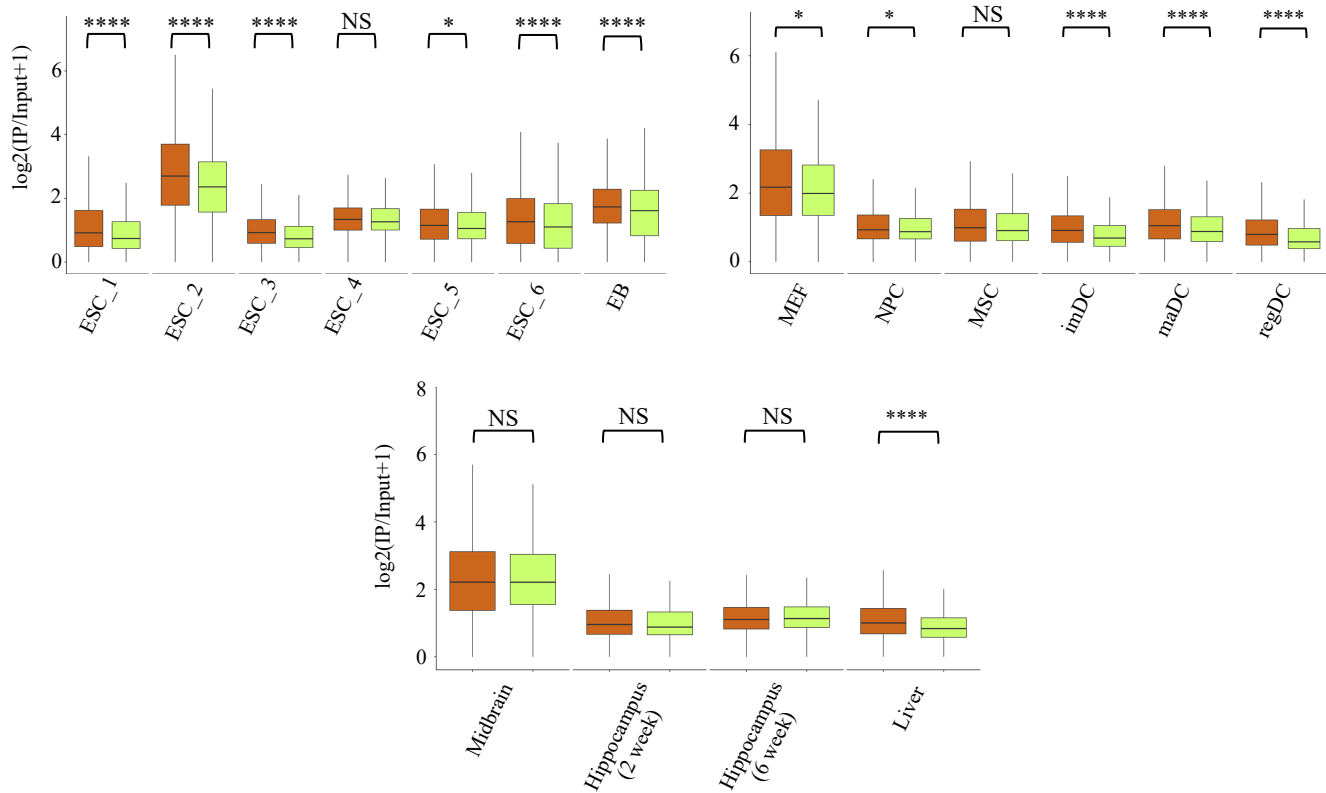 **** **** **** NS * **** ****
log2(IP/Input+1)
6
4
2
0
ESC_1 ESC_2 ESC_3 ESC_4 ESC_5 ESC_6 EB
* * NS **** **** ****
6
4
2
0
MEF NPC MSC imDC maDC regDC
NS NS NS ****
log2(IP/Input+1)
8
6
4
2
0
Midbrain
Hippocampus
(2 week)
Hippocampus
(6 week)
Liver